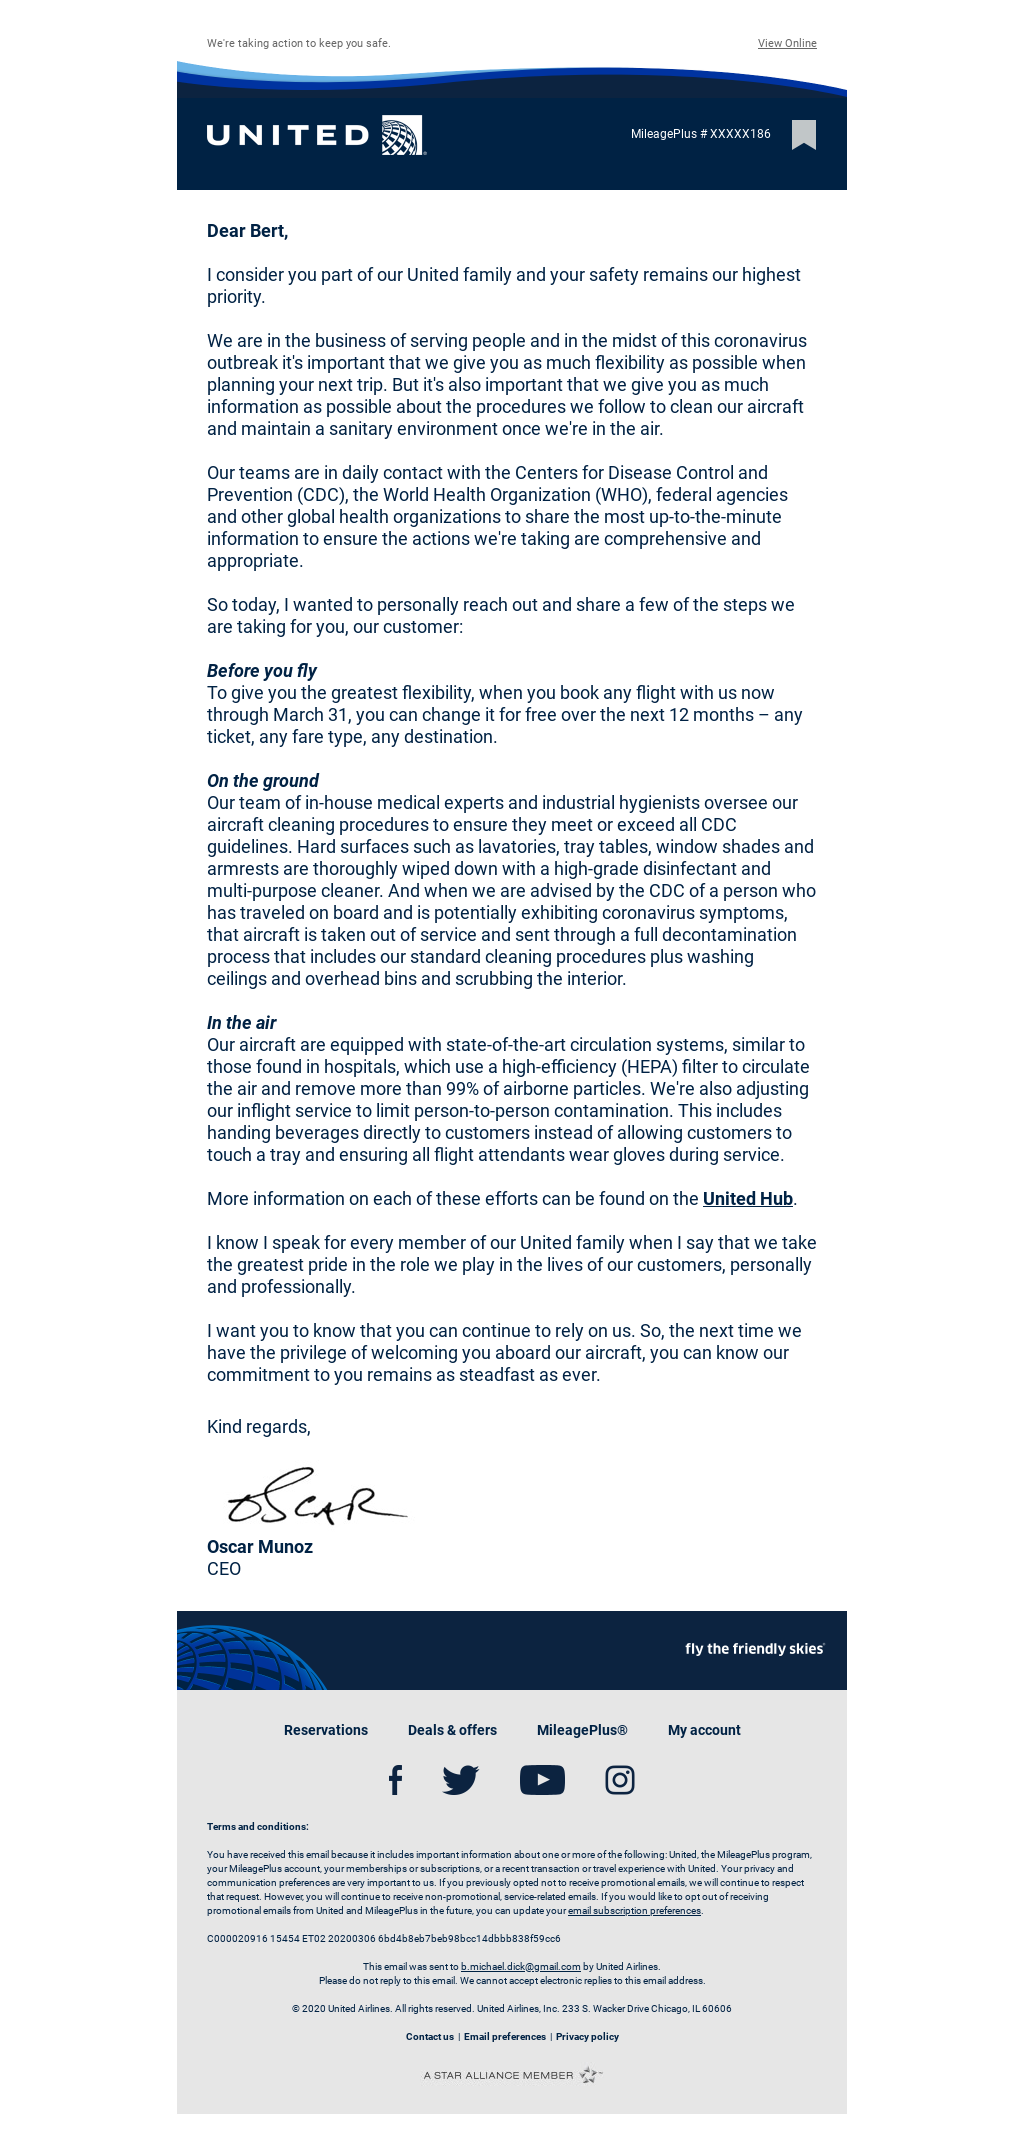 We're taking action to keep you safe.
View Online
UNITED
MileagePlus # XXXXX186
Dear Bert,
I consider you part of our United family and your safety remains our highest
priority.
We are in the business of serving people and in the midst of this coronavirus
outbreak it's important that we give you as much flexibility as possible when
planning your next trip. But it's also important that we give you as much
information as possible about the procedures we follow to clean our aircraft
and maintain a sanitary environment once we're in the air.
Our teams are in daily contact with the Centers for Disease Control and
Prevention (CDC), the World Health Organization (WHO), federal agencies
and other global health organizations to share the most up-to-the-minute
information to ensure the actions we're taking are comprehensive and
appropriate.
So today, I wanted to personally reach out and share a few of the steps we
are taking for you, our customer:
Before you fly
To give you the greatest flexibility, when you book any flight with us now
through March 31, you can change it for free over the next 12 months – any
ticket, any fare type, any destination.
On the ground
Our team of in-house medical experts and industrial hygienists oversee our
aircraft cleaning procedures to ensure they meet or exceed all CDC
guidelines. Hard surfaces such as lavatories, tray tables, window shades and
armrests are thoroughly wiped down with a high-grade disinfectant and
multi-purpose cleaner. And when we are advised by the CDC of a person who
has traveled on board and is potentially exhibiting coronavirus symptoms,
that aircraft is taken out of service and sent through a full decontamination
process that includes our standard cleaning procedures plus washing
ceilings and overhead bins and scrubbing the interior.
In the air
Our aircraft are equipped with state-of-the-art circulation systems, similar to
those found in hospitals, which use a high-efficiency (HEPA) filter to circulate
the air and remove more than 99% of airborne particles. We're also adjusting
our inflight service to limit person-to-person contamination. This includes
handing beverages directly to customers instead of allowing customers to
touch a tray and ensuring all flight attendants wear gloves during service.
More information on each of these efforts can be found on the United Hub.
I know I speak for every member of our United family when I say that we take
the greatest pride in the role we play in the lives of our customers, personally
and professionally.
I want you to know that you can continue to rely on us. So, the next time we
have the privilege of welcoming you aboard our aircraft, you can know our
commitment to you remains as steadfast as ever.
Kind regards,
OSCAR
Oscar Munoz
CEO
fly the friendly skies
Reservations Deals & offers MileagePlus® My account
Terms and conditions:
You have received this email because it includes important information about one or more of the following: United, the MileagePlus program,
your MileagePlus account, your memberships or subscriptions, or a recent transaction or travel experience with United. Your privacy and
communication preferences are very important to us. If you previously opted not to receive promotional emails, we will continue to respect
that request. However, you will continue to receive non-promotional, service-related emails. If you would like to opt out of receiving
promotional emails from United and MileagePlus in the future, you can update your email subscription preferences.
C000020916 15454 ET02 20200306 6bd4b8eb7beb98bcc14dbbb838f59cc6
This email was sent to b.michael.dick@gmail.com by United Airlines.
Please do not reply to this email. We cannot accept electronic replies to this email address.
© 2020 United Airlines. All rights reserved. United Airlines, Inc. 233 S. Wacker Drive Chicago, IL 60606
Contact us | Email preferences | Privacy policy
A STAR ALLIANCE MEMBER